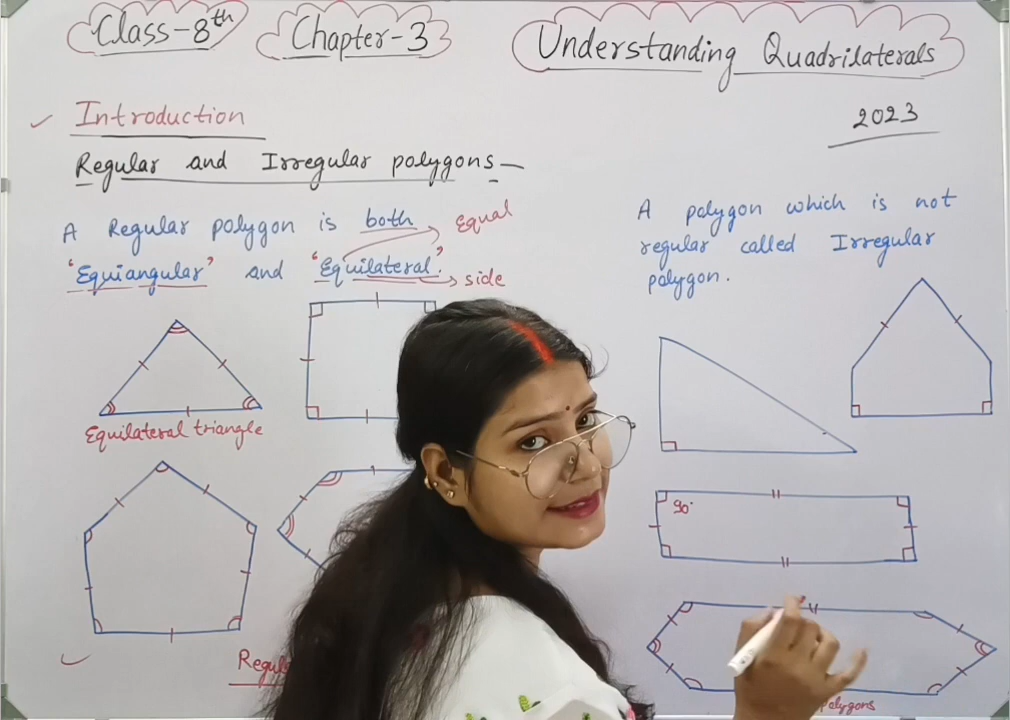 Class-8th
Chapter-3
Understanding Quadrilaterals
Introduction
2023
Regular and Irregular polygons-
A Regular polygon is both
Equal
'Equiangular' and 'Equilateral'.
side
A polygon which is not
regular called Irregular
polygon.
Equilateral triangle
90°
polygons